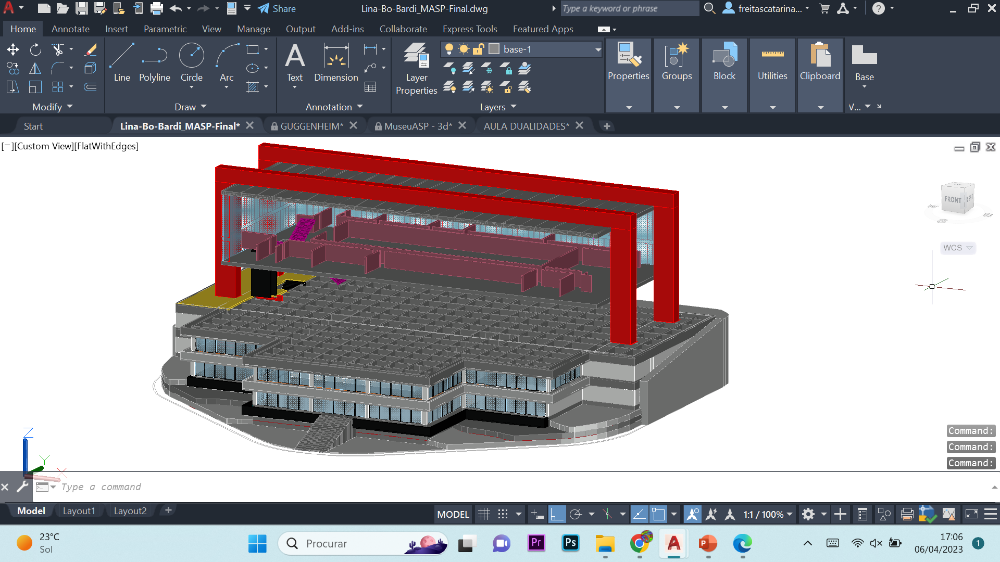 Share
Lina-Bo-Bardi_MASP-Final.dwg
Type a keyword or phrase
freitascatarina...
Home Annotate Insert Parametric View Manage Output Add-ins Collaborate Express Tools Featured Apps
base-1
Line Polyline Circle Arc
Text Dimension
Layer
Properties
Properties Groups Block Utilities Clipboard Base
Modify Draw Annotation Layers V...
Start Lina-Bo-Bardi_MASP-Final* GUGGENHEIM* MuseuASP - 3d* AULA DUALIDADES*
[−][Custom View][FlatWithEdges]
FRONT
WCS
Z
Y
X
Command:
Command:
Command:
Type a command
Model Layout1 Layout2
MODEL 1:1 / 100%
23°C
Sol
Procurar
Pr
Ps
P
17:06
06/04/2023
1